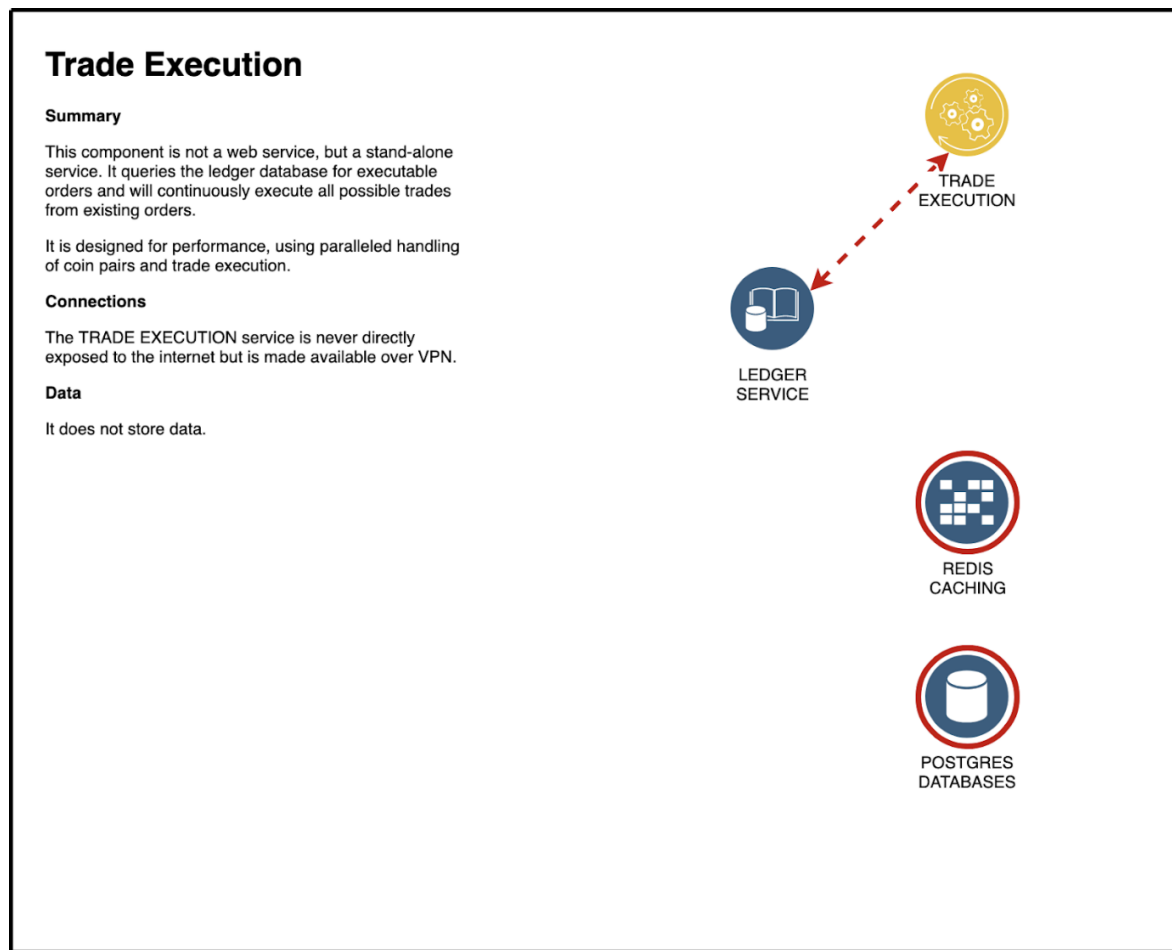 Trade Execution
Summary
This component is not a web service, but a stand-alone
service. It queries the ledger database for executable
orders and will continuously execute all possible trades
from existing orders.
It is designed for performance, using paralleled handling
of coin pairs and trade execution.
Connections
The TRADE EXECUTION service is never directly
exposed to the internet but is made available over VPN.
Data
It does not store data.
TRADE
EXECUTION
LEDGER
SERVICE
REDIS
CACHING
POSTGRES
DATABASES